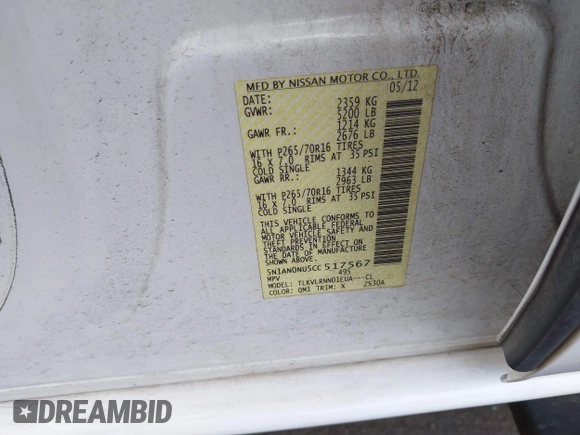 MFD BY NISSAN MOTOR CO., LTD.
DATE: 05/12
GVWR: 2359 KG
5200 LB
GAWR FR.: 1214 KG
2676 LB
WITH P265/70R16 TIRES
16 X 7.0 RIMS AT 35 PSI
COLD SINGLE
GAWR RR.: 1344 KG
2963 LB
WITH P265/70R16 TIRES
16 X 7.0 RIMS AT 35 PSI
COLD SINGLE
THIS VEHICLE CONFORMS TO
ALL APPLICABLE FEDERAL
MOTOR VEHICLE SAFETY AND
THEFT PREVENTION
STANDARDS IN EFFECT ON
THE DATE OF MANUFACTURE
SHOWN ABOVE.
5N1AN0NU5CC517567
MPV 495
MODEL: TLKVLRNN01EUA---CL
COLOR: QM1 TRIM: X ZS30A
DREAMBID